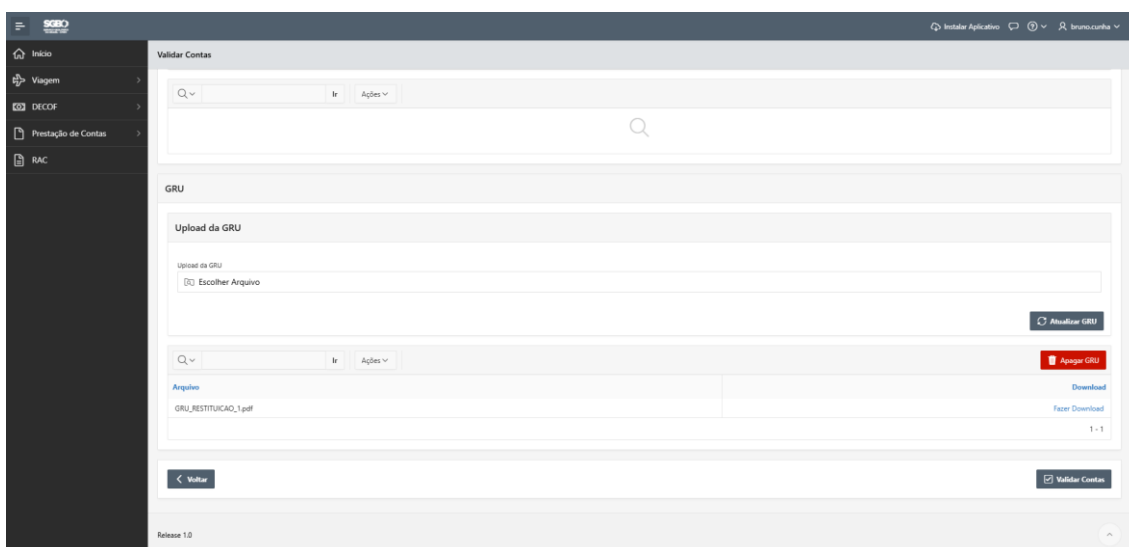 SGBO
Instalar Aplicativo
bruno.cunha
Início
Validar Contas
Viagem
DECOF
Prestação de Contas
RAC
Ir
Ações
GRU
Upload da GRU
Upload da GRU
Escolher Arquivo
Atualizar GRU
Ir
Ações
Apagar GRU
Arquivo
Download
GRU_RESTITUICAO_1.pdf
Fazer Download
1 - 1
Voltar
Validar Contas
Release 1.0